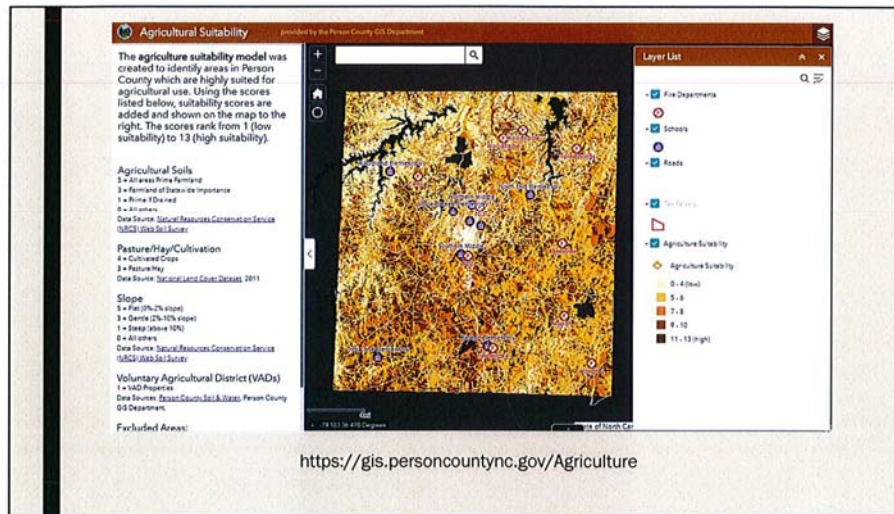 Agricultural Suitability
provided by the Person County GIS Department
The agriculture suitability model was
created to identify areas in Person
County which are highly suited for
agricultural use. Using the scores
listed below, suitability scores are
added and shown on the map to the
right. The scores rank from 1 (low
suitability) to 13 (high suitability).
Agricultural Soils
5 = All areas Prime Farmland
3 = Farmland of Statewide Importance
1 = Prime if Drained
0 = All others
Data Source: Natural Resources Conservation Service
(NRCS) Web Soil Survey
Pasture/Hay/Cultivation
4 = Cultivated Crops
3 = Pasture/Hay
Data Source: National Land Cover Dataset, 2011
Slope
5 = Flat (0%-2% slope)
3 = Gentle (2%-10% slope)
1 = Steep (above 10%)
0 = All others
Data Source: Natural Resources Conservation Service
(NRCS) Web Soil Survey
Voluntary Agricultural District (VADs)
1 = VAD Properties
Data Sources: Person County Soil & Water, Person County
GIS Department
Excluded Areas:
Layer List
Fire Departments
Schools
Roads
Agriculture Suitability
Agriculture Suitability
0 - 4 (low)
5 - 6
7 - 8
9 - 10
11 - 13 (high)
Degrees
of North Car
https://gis.personcountync.gov/Agriculture